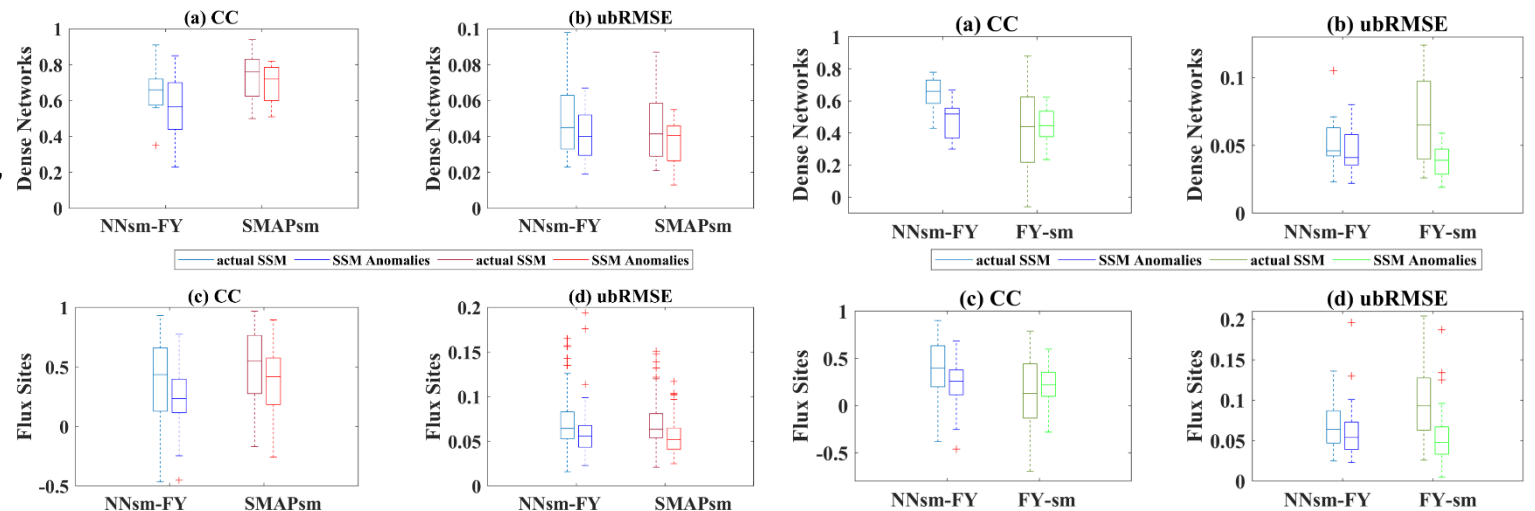 (a) CC
Dense Networks
1
0.8
0.6
0.4
0.2
0
NNsm-FY SMAPsm
(b) ubRMSE
Dense Networks
0.1
0.08
0.06
0.04
0.02
0
NNsm-FY SMAPsm
actual SSM SSM Anomalies actual SSM SSM Anomalies
(c) CC
Flux Sites
1
0.5
0
-0.5
NNsm-FY SMAPsm
(d) ubRMSE
Flux Sites
0.2
0.15
0.1
0.05
0
NNsm-FY SMAPsm
(a) CC
Dense Networks
1
0.8
0.6
0.4
0.2
0
NNsm-FY FY-sm
(b) ubRMSE
Dense Networks
0.1
0.05
0
NNsm-FY FY-sm
actual SSM SSM Anomalies actual SSM SSM Anomalies
(c) CC
Flux Sites
1
0.5
0
-0.5
NNsm-FY FY-sm
(d) ubRMSE
Flux Sites
0.2
0.15
0.1
0.05
0
NNsm-FY FY-sm